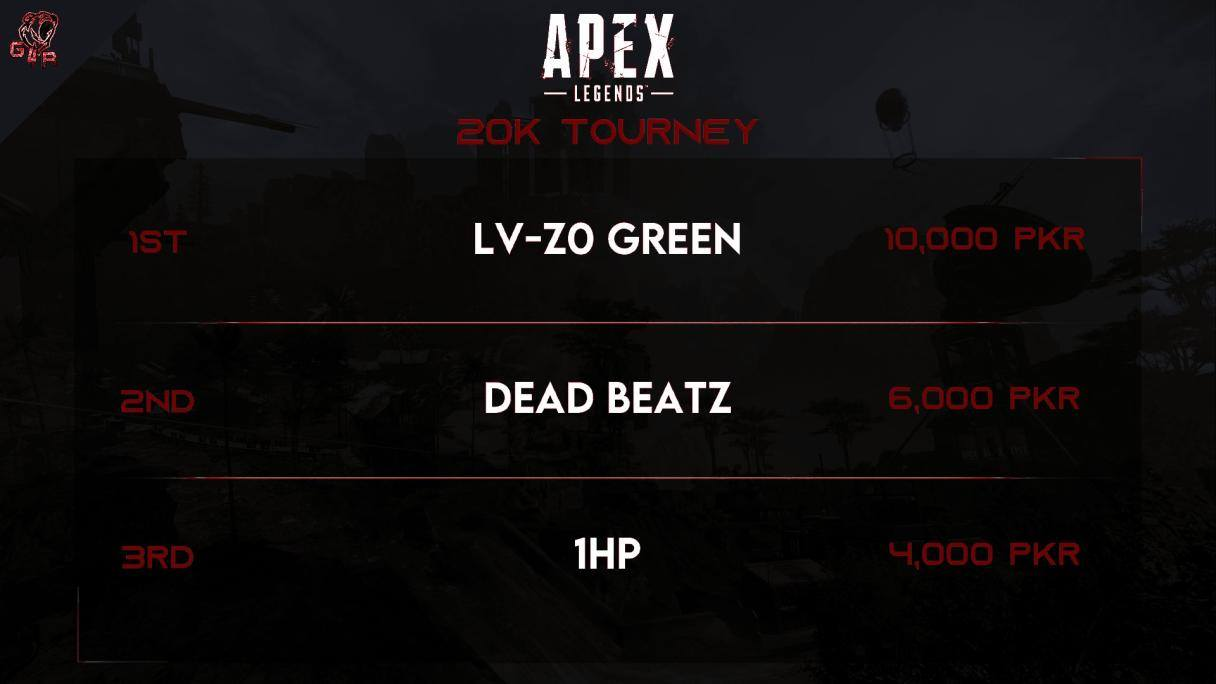 GLP
APEX
LEGENDS
20K TOURNEY
1ST LV-Z0 GREEN 10,000 PKR
2ND DEAD BEATZ 6,000 PKR
3RD 1HP 4,000 PKR